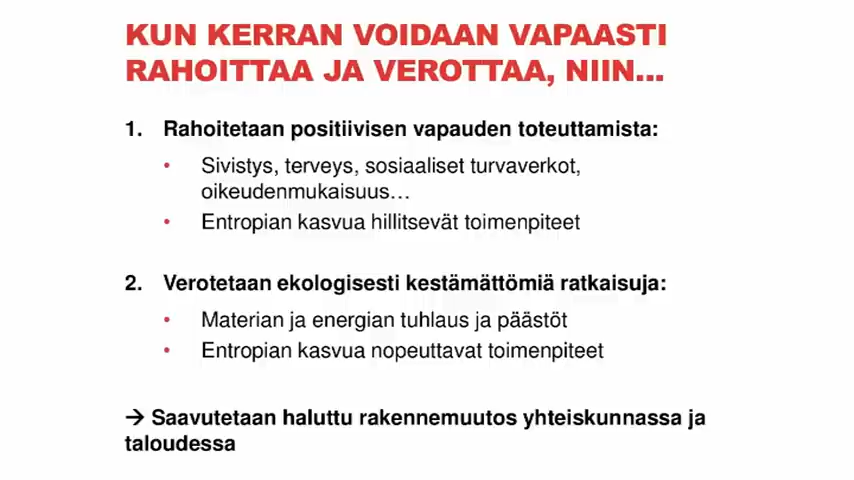 KUN KERRAN VOIDAAN VAPAASTI
RAHOITTAA JA VEROTTAA, NIIN...
1. Rahoitetaan positiivisen vapauden toteuttamista:
• Sivistys, terveys, sosiaaliset turvaverkot,
oikeudenmukaisuus…
• Entropian kasvua hillitsevät toimenpiteet
2. Verotetaan ekologisesti kestämättömiä ratkaisuja:
• Materian ja energian tuhlaus ja päästöt
• Entropian kasvua nopeuttavat toimenpiteet
→ Saavutetaan haluttu rakennemuutos yhteiskunnassa ja
taloudessa